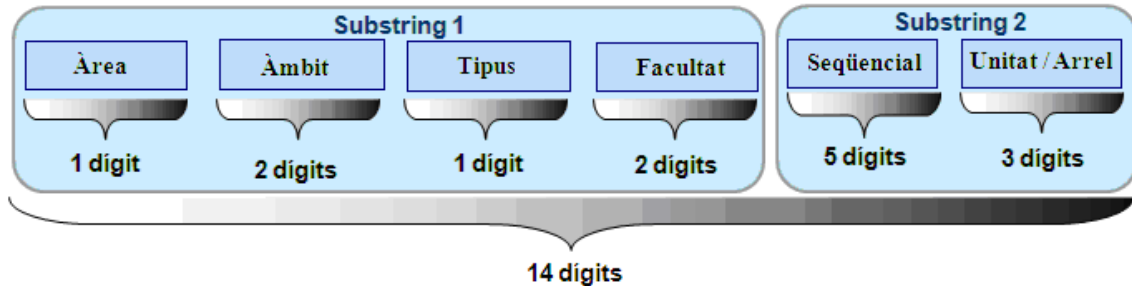 Substring 1
Substring 2
Àrea
Àmbit
Tipus
Facultat
Seqüencial
Unitat / Arrel
1 dígit
2 dígits
1 dígit
2 dígits
5 dígits
3 dígits
14 dígits